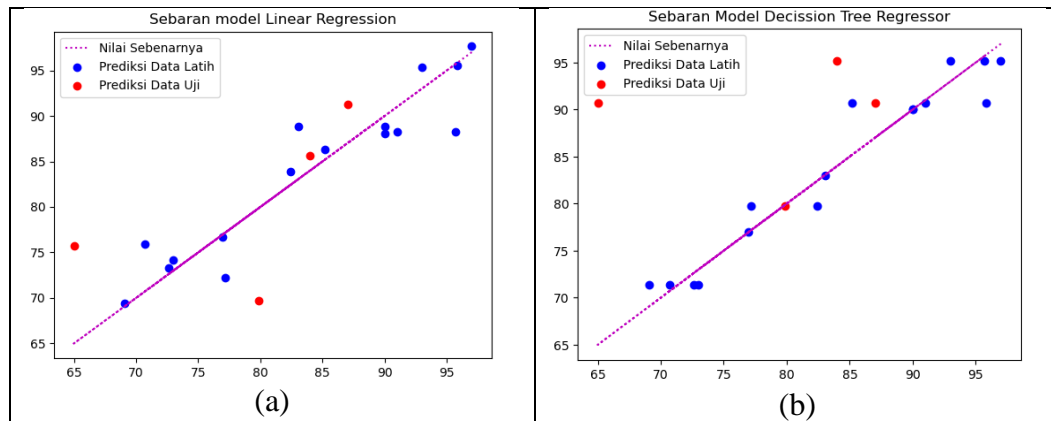 Sebaran model Linear Regression
Nilai Sebenarnya
Prediksi Data Latih
Prediksi Data Uji
95
90
85
80
75
70
65
65 70 75 80 85 90 95
(a)
Sebaran Model Decission Tree Regressor
Nilai Sebenarnya
Prediksi Data Latih
Prediksi Data Uji
95
90
85
80
75
70
65
65 70 75 80 85 90 95
(b)